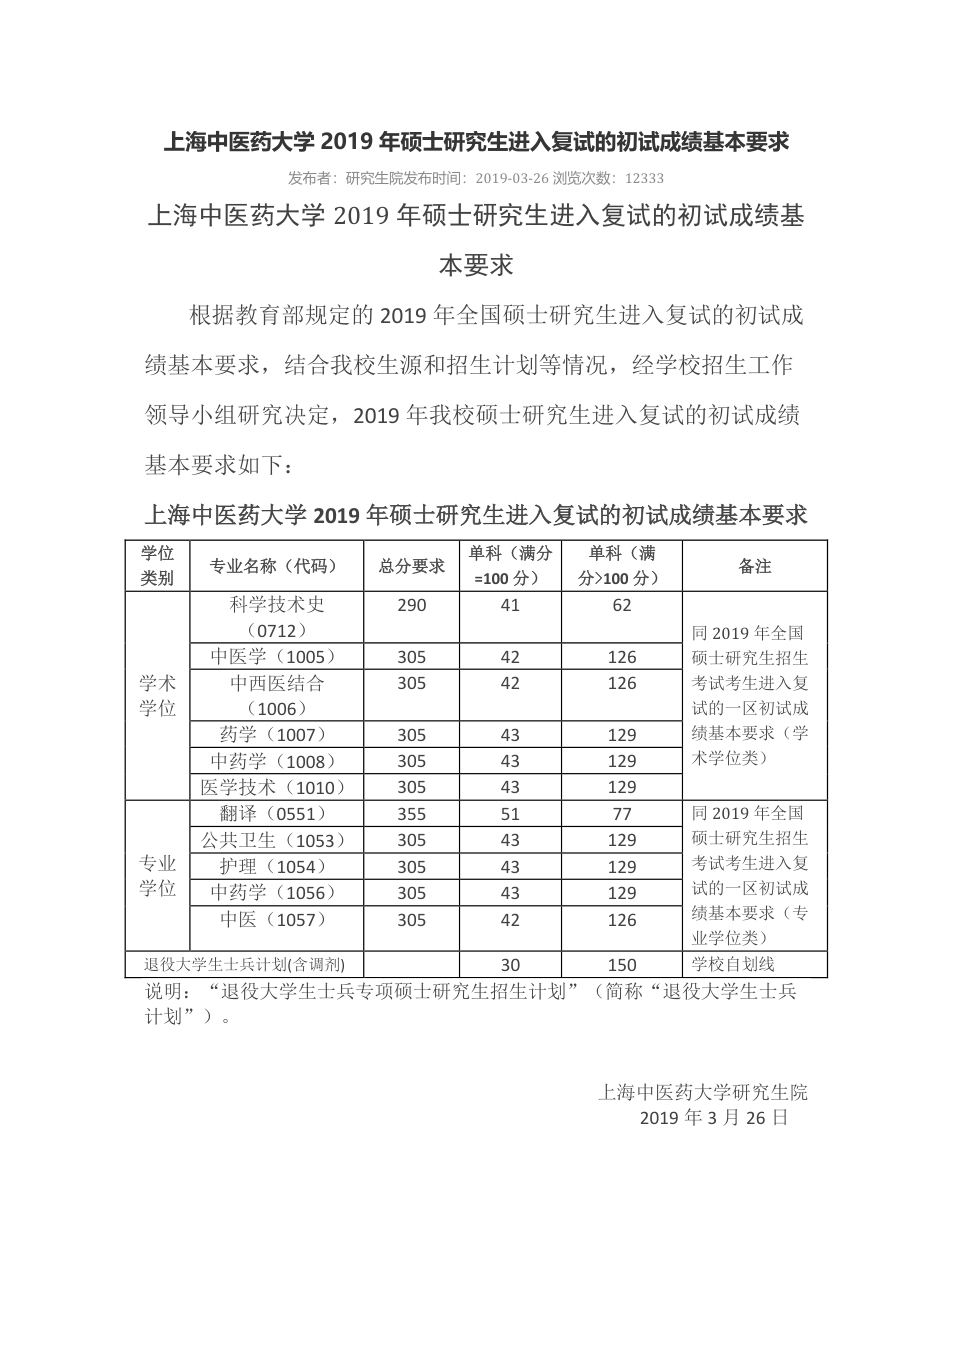 上海中医药大学 2019 年硕士研究生进入复试的初试成绩基本要求
发布者：研究生院发布时间：2019-03-26 浏览次数：12333
上海中医药大学 2019 年硕士研究生进入复试的初试成绩基
本要求
根据教育部规定的 2019 年全国硕士研究生进入复试的初试成
绩基本要求，结合我校生源和招生计划等情况，经学校招生工作
领导小组研究决定，2019 年我校硕士研究生进入复试的初试成绩
基本要求如下：
上海中医药大学 2019 年硕士研究生进入复试的初试成绩基本要求
学位
类别
专业名称（代码）
总分要求
单科（满分
=100 分）
单科（满
分>100 分）
备注
学术
学位
科学技术史
（0712）
290
41
62
中医学（1005）
305
42
126
中西医结合
（1006）
305
42
126
药学（1007）
305
43
129
中药学（1008）
305
43
129
医学技术（1010）
305
43
129
同 2019 年全国
硕士研究生招生
考试考生进入复
试的一区初试成
绩基本要求（学
术学位类）
专业
学位
翻译（0551）
355
51
77
公共卫生（1053）
305
43
129
护理（1054）
305
43
129
中药学（1056）
305
43
129
中医（1057）
305
42
126
同 2019 年全国
硕士研究生招生
考试考生进入复
试的一区初试成
绩基本要求（专
业学位类）
退役大学生士兵计划(含调剂)
30
150
学校自划线
说明：“退役大学生士兵专项硕士研究生招生计划”（简称“退役大学生士兵
计划”）。
上海中医药大学研究生院
2019 年 3 月 26 日